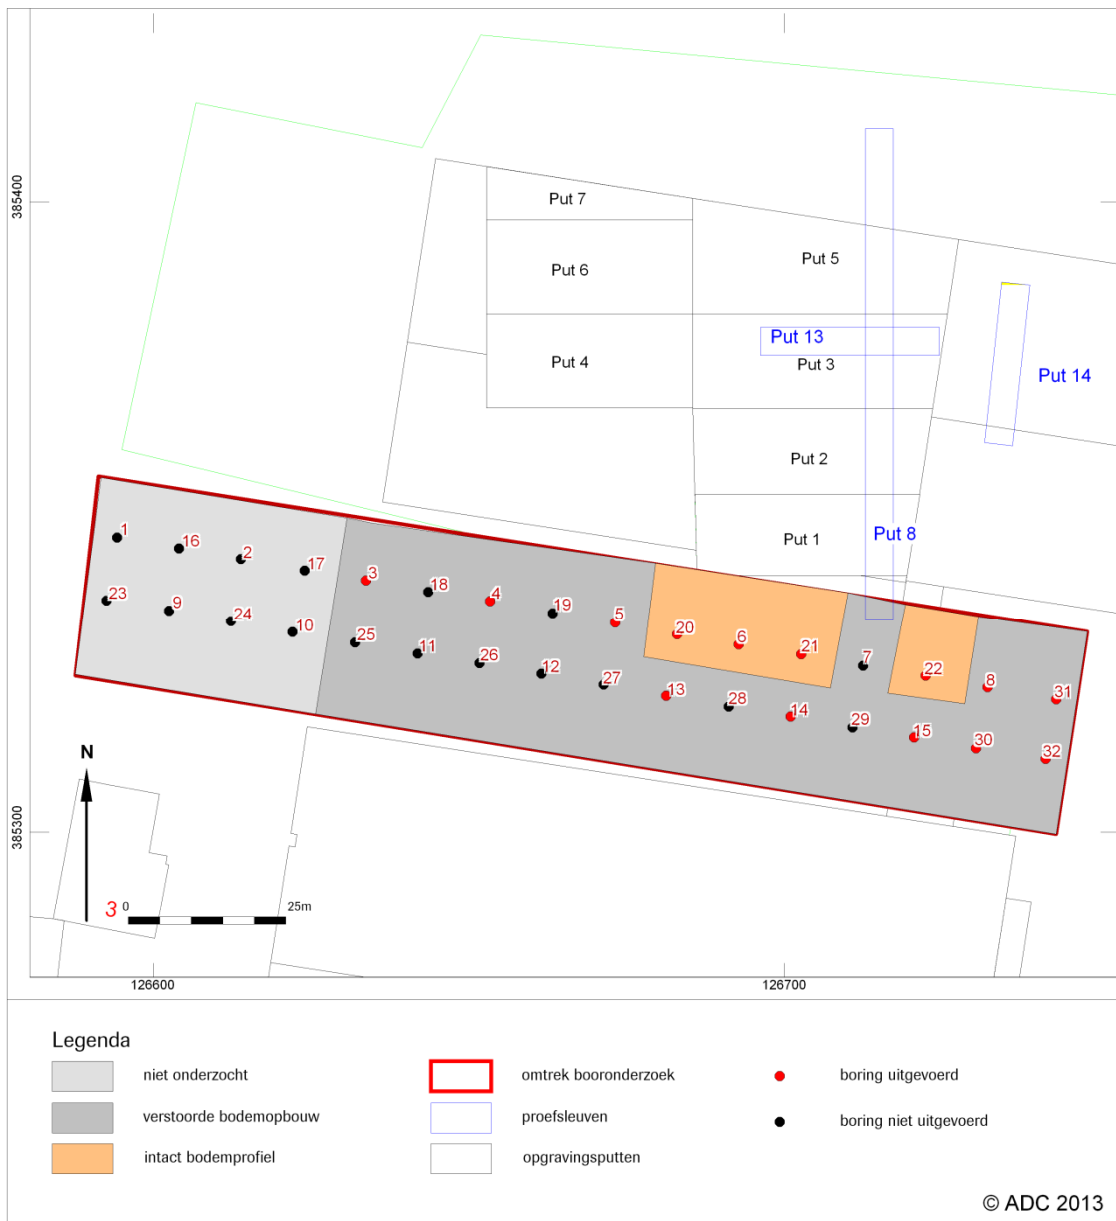 385400
Put 7
Put 5
Put 6
Put 13
Put 3
Put 4
Put 14
Put 2
Put 8
Put 1
1
16
2
17
3
18
4
19
5
20
6
21
7
22
8
31
23
9
24
10
25
11
26
12
27
13
28
14
29
15
30
32
N
385300
3
0
25m
126600
126700
Legenda
niet onderzocht
omtrek booronderzoek
boring uitgevoerd
verstoorde bodemopbouw
proefsleuven
boring niet uitgevoerd
intact bodemprofiel
opgravingsputten
© ADC 2013